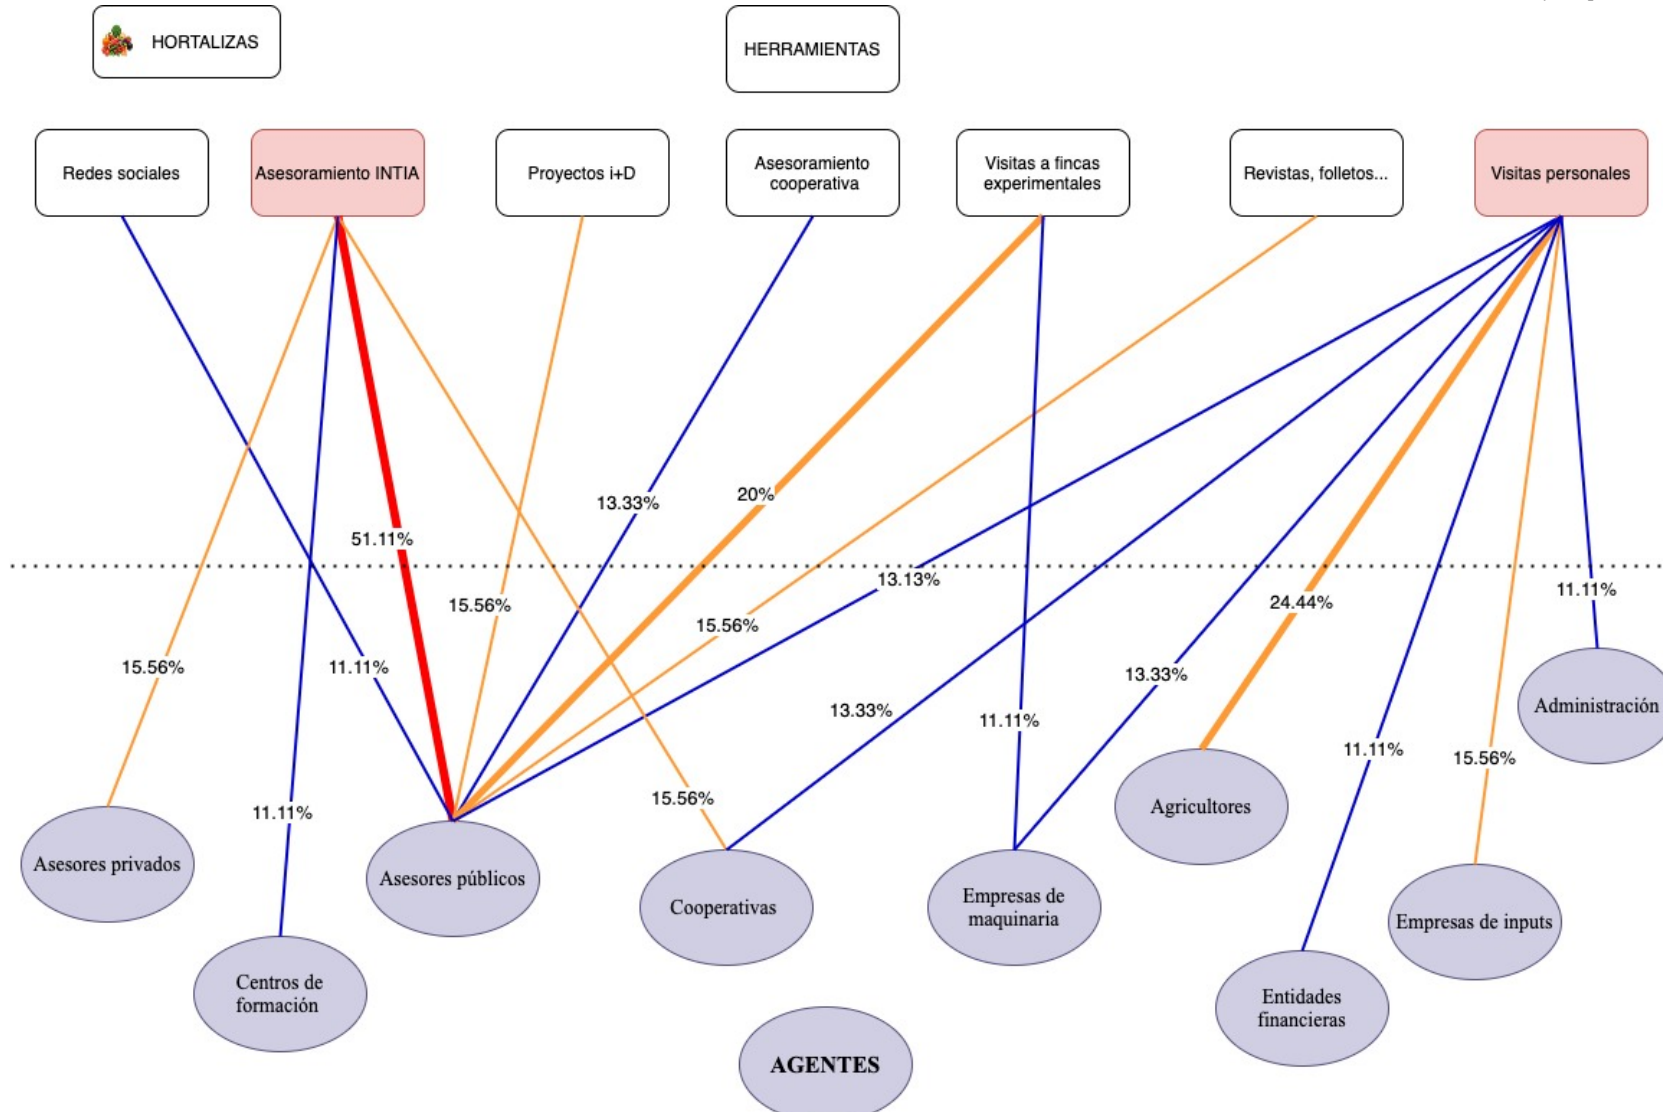 HORTALIZAS
HERRAMIENTAS
Redes sociales
Asesoramiento INTIA
Proyectos i+D
Asesoramiento
cooperativa
Visitas a fincas
experimentales
Revistas, folletos...
Visitas personales
20%
13.33%
51.11%
13.13%
11.11%
24.44%
15.56%
15.56%
15.56%
11.11%
13.33%
13.33%
11.11%
11.11%
15.56%
15.56%
11.11%
Administración
Agricultores
Asesores privados
Asesores públicos
Cooperativas
Empresas de
maquinaria
Empresas de inputs
Centros de
formación
Entidades
financieras
AGENTES